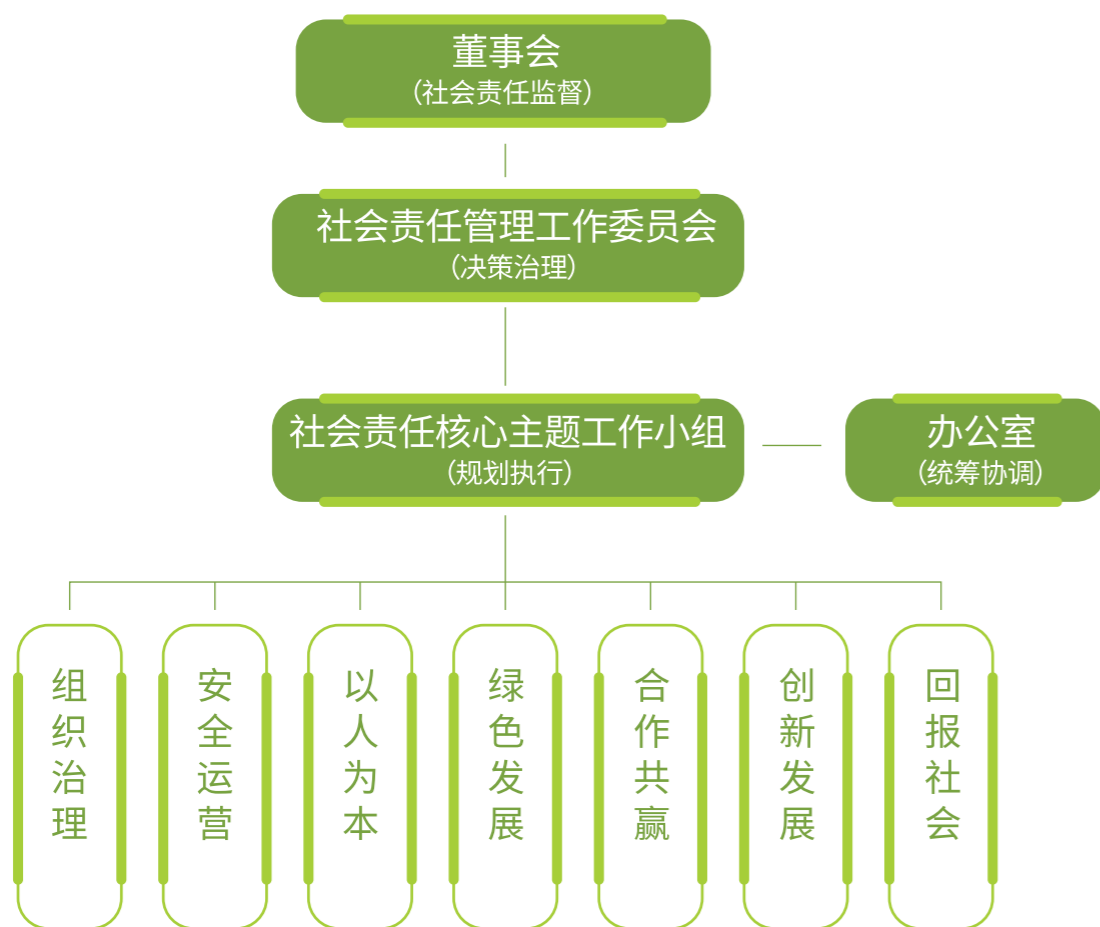 董事会
（社会责任监督）
社会责任管理工作委员会
（决策治理）
社会责任核心主题工作小组
（规划执行）
办公室
（统筹协调）
组织治理
安全运营
以人为本
绿色发展
合作共赢
创新发展
回报社会